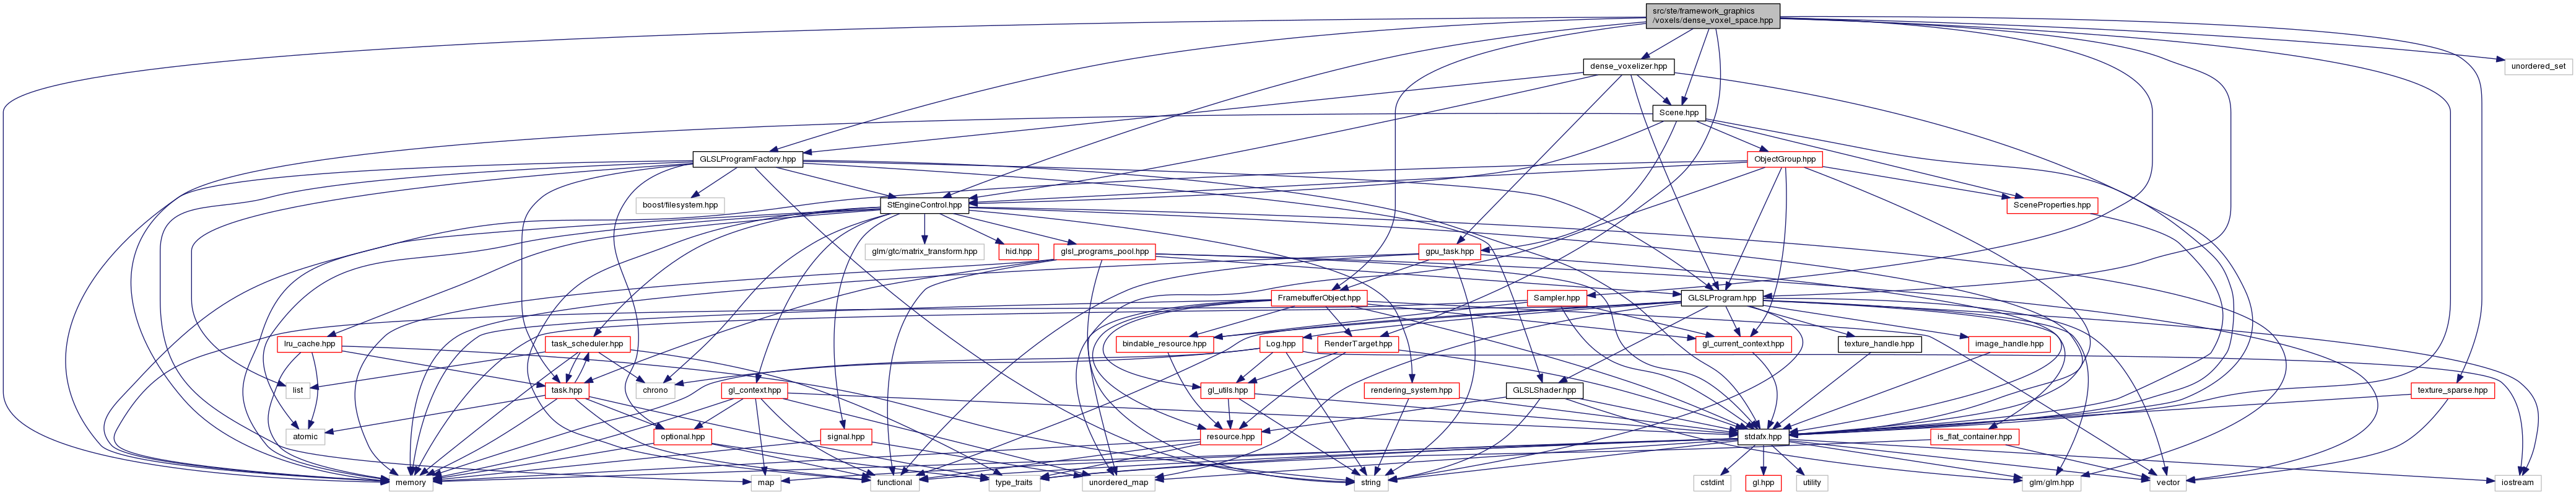 src/ste/framework_graphics
/voxels/dense_voxel_space.hpp
dense_voxelizer.hpp
unordered_set
Scene.hpp
GLSLProgramFactory.hpp
ObjectGroup.hpp
boost/filesystem.hpp
StEngineControl.hpp
SceneProperties.hpp
glm/gtc/matrix_transform.hpp
hid.hpp
glsl_programs_pool.hpp
gpu_task.hpp
FramebufferObject.hpp
Sampler.hpp
GLSLProgram.hpp
lru_cache.hpp
task_scheduler.hpp
bindable_resource.hpp
Log.hpp
RenderTarget.hpp
gl_current_context.hpp
texture_handle.hpp
image_handle.hpp
list
task.hpp
chrono
gl_context.hpp
gl_utils.hpp
rendering_system.hpp
GLSLShader.hpp
texture_sparse.hpp
atomic
optional.hpp
signal.hpp
resource.hpp
stdafx.hpp
is_flat_container.hpp
memory
map
functional
type_traits
unordered_map
string
cstdint
gl.hpp
utility
glm/glm.hpp
vector
iostream